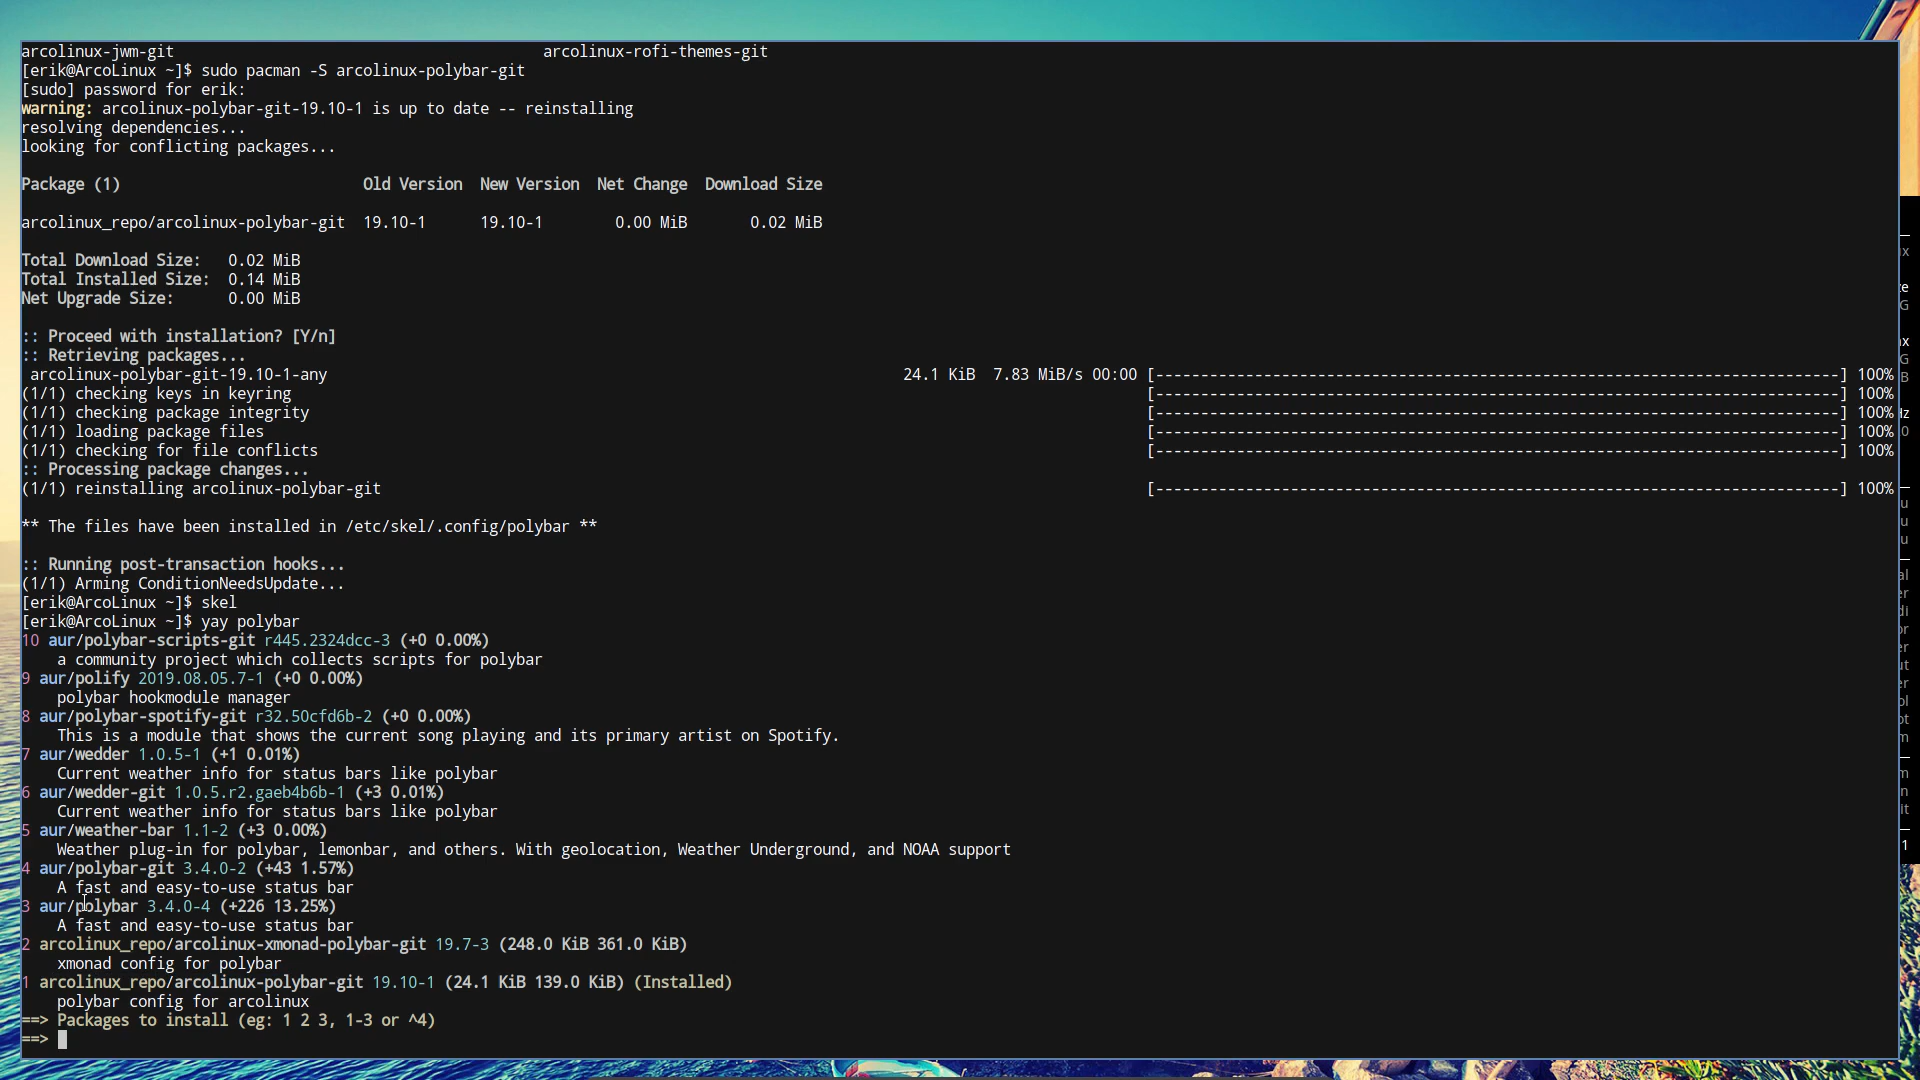 arcolinux-jwm-git arcolinux-rofi-themes-git
[erik@ArcoLinux ~]$ sudo pacman -S arcolinux-polybar-git
[sudo] password for erik:
warning: arcolinux-polybar-git-19.10-1 is up to date -- reinstalling
resolving dependencies...
looking for conflicting packages...
Package (1) Old Version New Version Net Change Download Size
arcolinux_repo/arcolinux-polybar-git 19.10-1 19.10-1 0.00 MiB 0.02 MiB
Total Download Size: 0.02 MiB
Total Installed Size: 0.14 MiB
Net Upgrade Size: 0.00 MiB
:: Proceed with installation? [Y/n]
:: Retrieving packages...
arcolinux-polybar-git-19.10-1-any 24.1 KiB 7.83 MiB/s 00:00 [----------------------------------------------------------------------------] 100%
(1/1) checking keys in keyring [----------------------------------------------------------------------------] 100%
(1/1) checking package integrity [----------------------------------------------------------------------------] 100%
(1/1) loading package files [----------------------------------------------------------------------------] 100%
(1/1) checking for file conflicts [----------------------------------------------------------------------------] 100%
:: Processing package changes...
(1/1) reinstalling arcolinux-polybar-git [----------------------------------------------------------------------------] 100%
** The files have been installed in /etc/skel/.config/polybar **
:: Running post-transaction hooks...
(1/1) Arming ConditionNeedsUpdate...
[erik@ArcoLinux ~]$ skel
[erik@ArcoLinux ~]$ yay polybar
10 aur/polybar-scripts-git r445.2324dcc-3 (+0 0.00%)
a community project which collects scripts for polybar
9 aur/polify 2019.08.05.7-1 (+0 0.00%)
polybar hookmodule manager
8 aur/polybar-spotify-git r32.50cfd6b-2 (+0 0.00%)
This is a module that shows the current song playing and its primary artist on Spotify.
7 aur/wedder 1.0.5-1 (+1 0.01%)
Current weather info for status bars like polybar
6 aur/wedder-git 1.0.5.r2.gaeb4b6b-1 (+3 0.01%)
Current weather info for status bars like polybar
5 aur/weather-bar 1.1-2 (+3 0.00%)
Weather plug-in for polybar, lemonbar, and others. With geolocation, Weather Underground, and NOAA support
4 aur/polybar-git 3.4.0-2 (+43 1.57%)
A fast and easy-to-use status bar
3 aur/polybar 3.4.0-4 (+226 13.25%)
A fast and easy-to-use status bar
2 arcolinux_repo/arcolinux-xmonad-polybar-git 19.7-3 (248.0 KiB 361.0 KiB)
xmonad config for polybar
1 arcolinux_repo/arcolinux-polybar-git 19.10-1 (24.1 KiB 139.0 KiB) (Installed)
polybar config for arcolinux
==> Packages to install (eg: 1 2 3, 1-3 or ^4)
==>